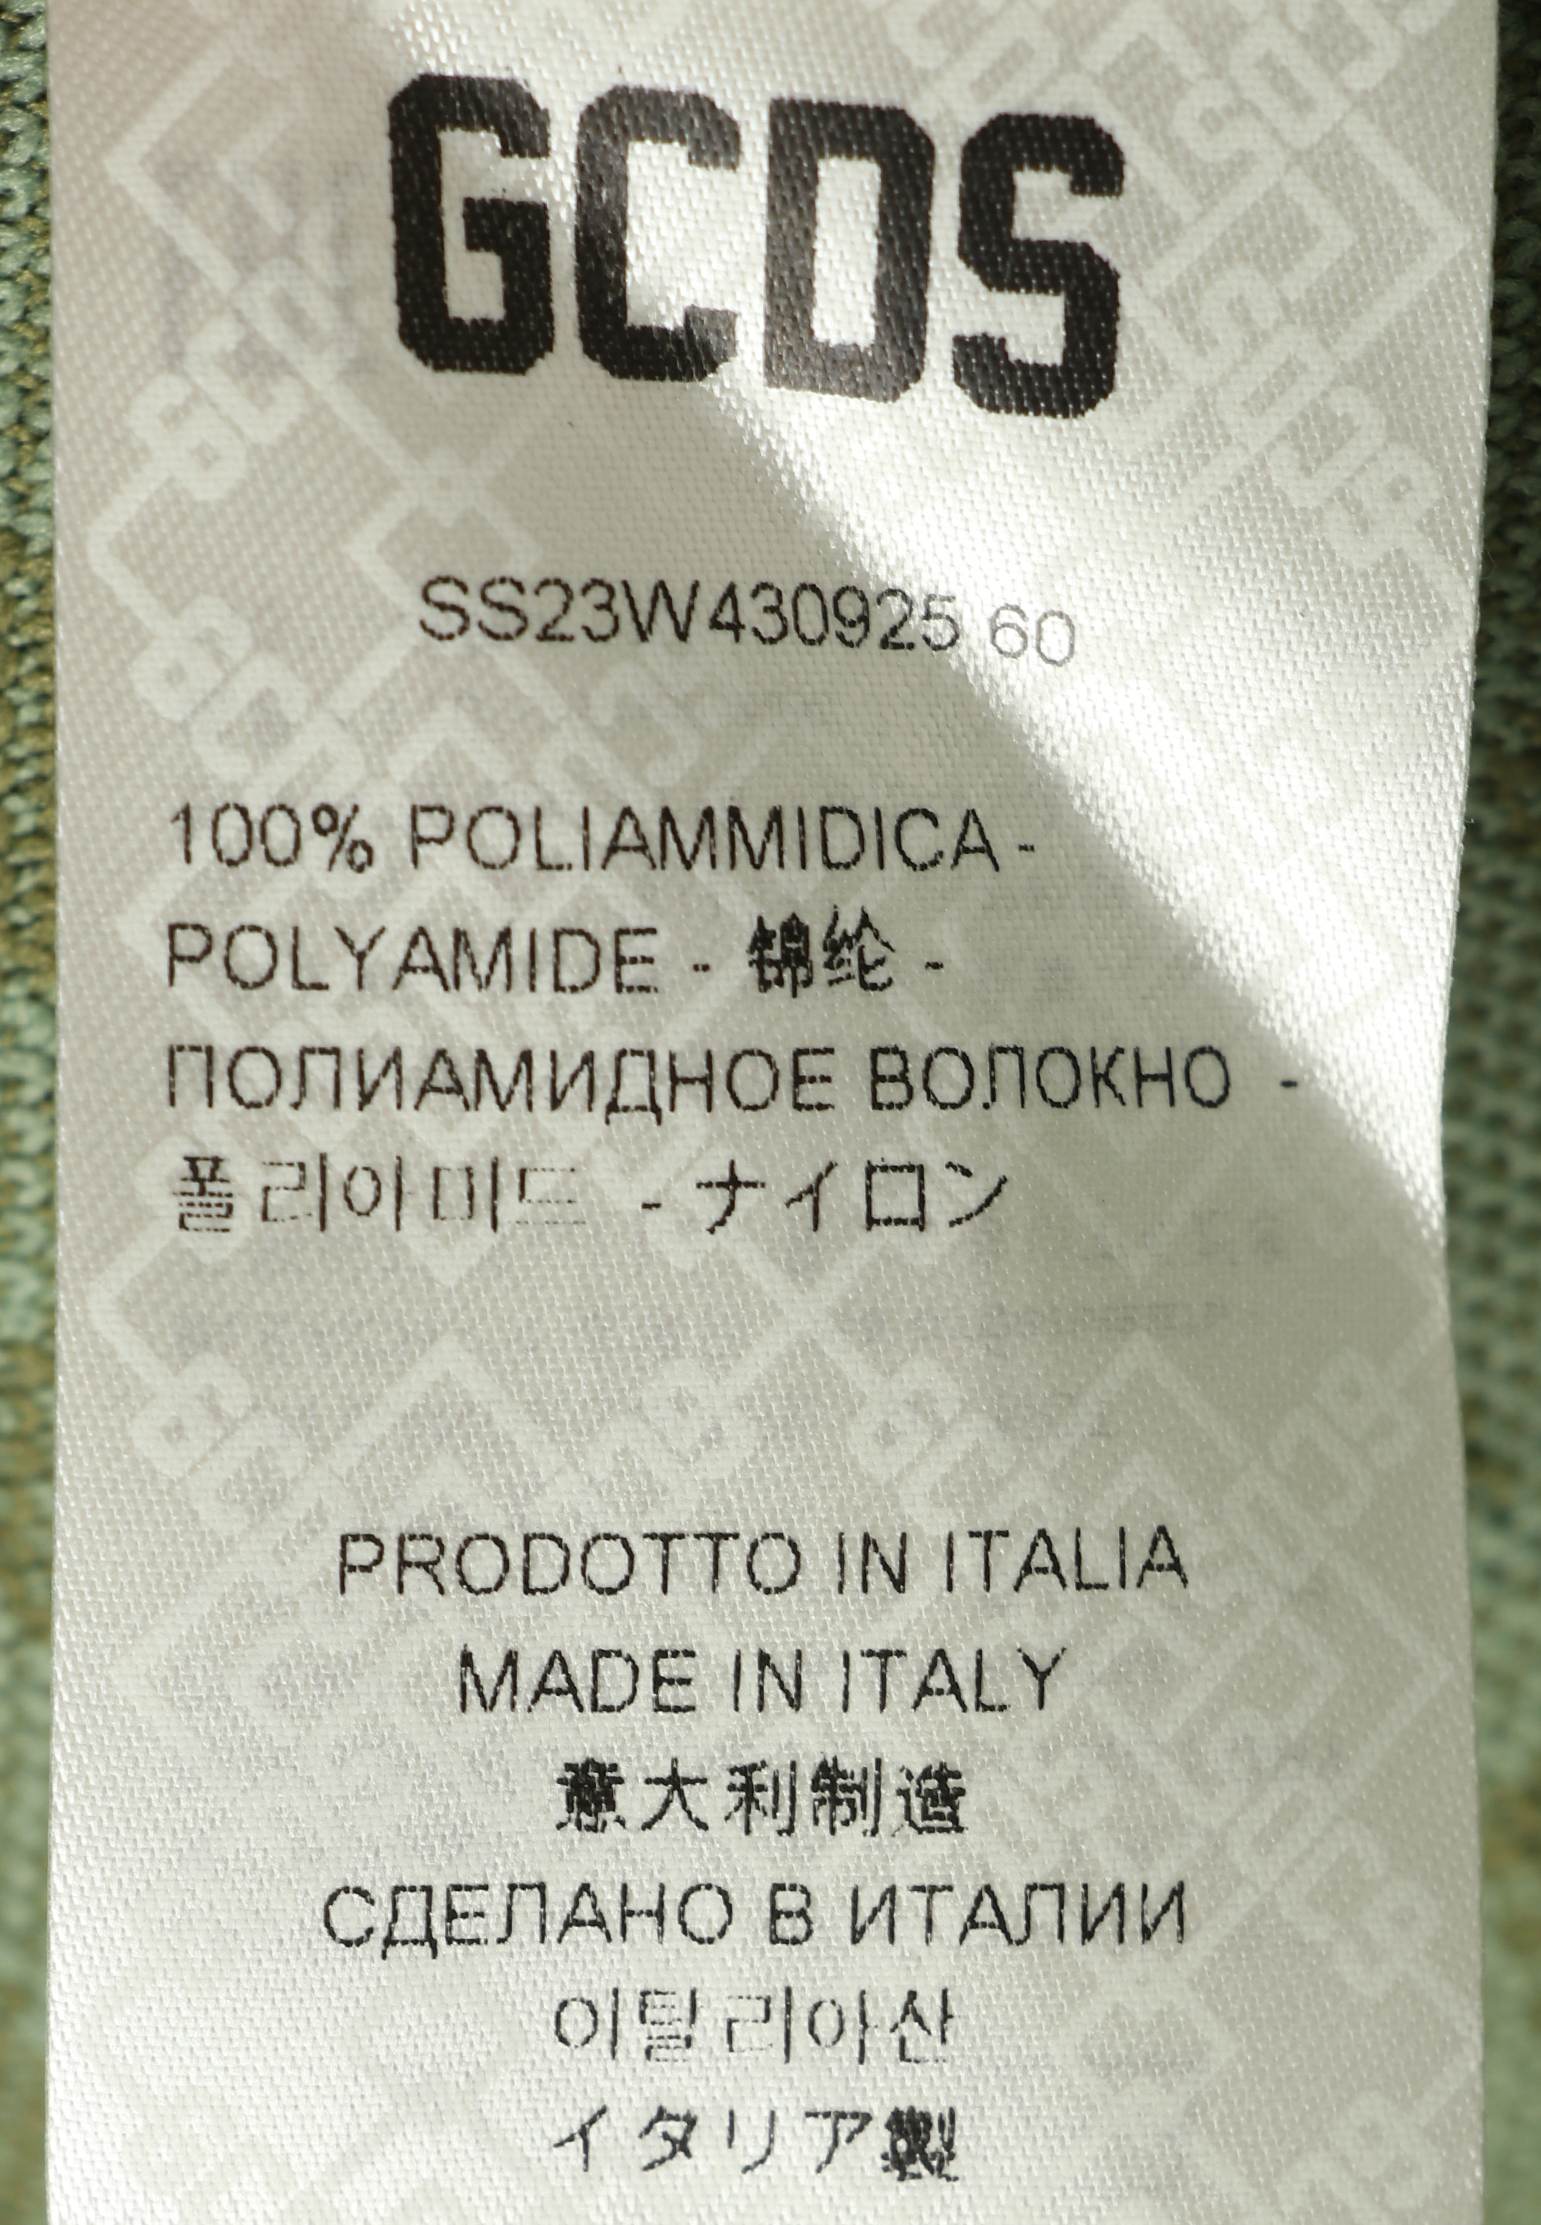 GCDS
SS23W430925 60
100% POLIAMMIDICA -
POLYAMIDE - 锦纶 -
ПОЛИАМИДНОЕ ВОЛОКНО -
폴리아미드 - ナイロン
PRODOTTO IN ITALIA
MADE IN ITALY
意大利制造
СДЕЛАНО В ИТАЛИИ
이탈리아산
イタリア製